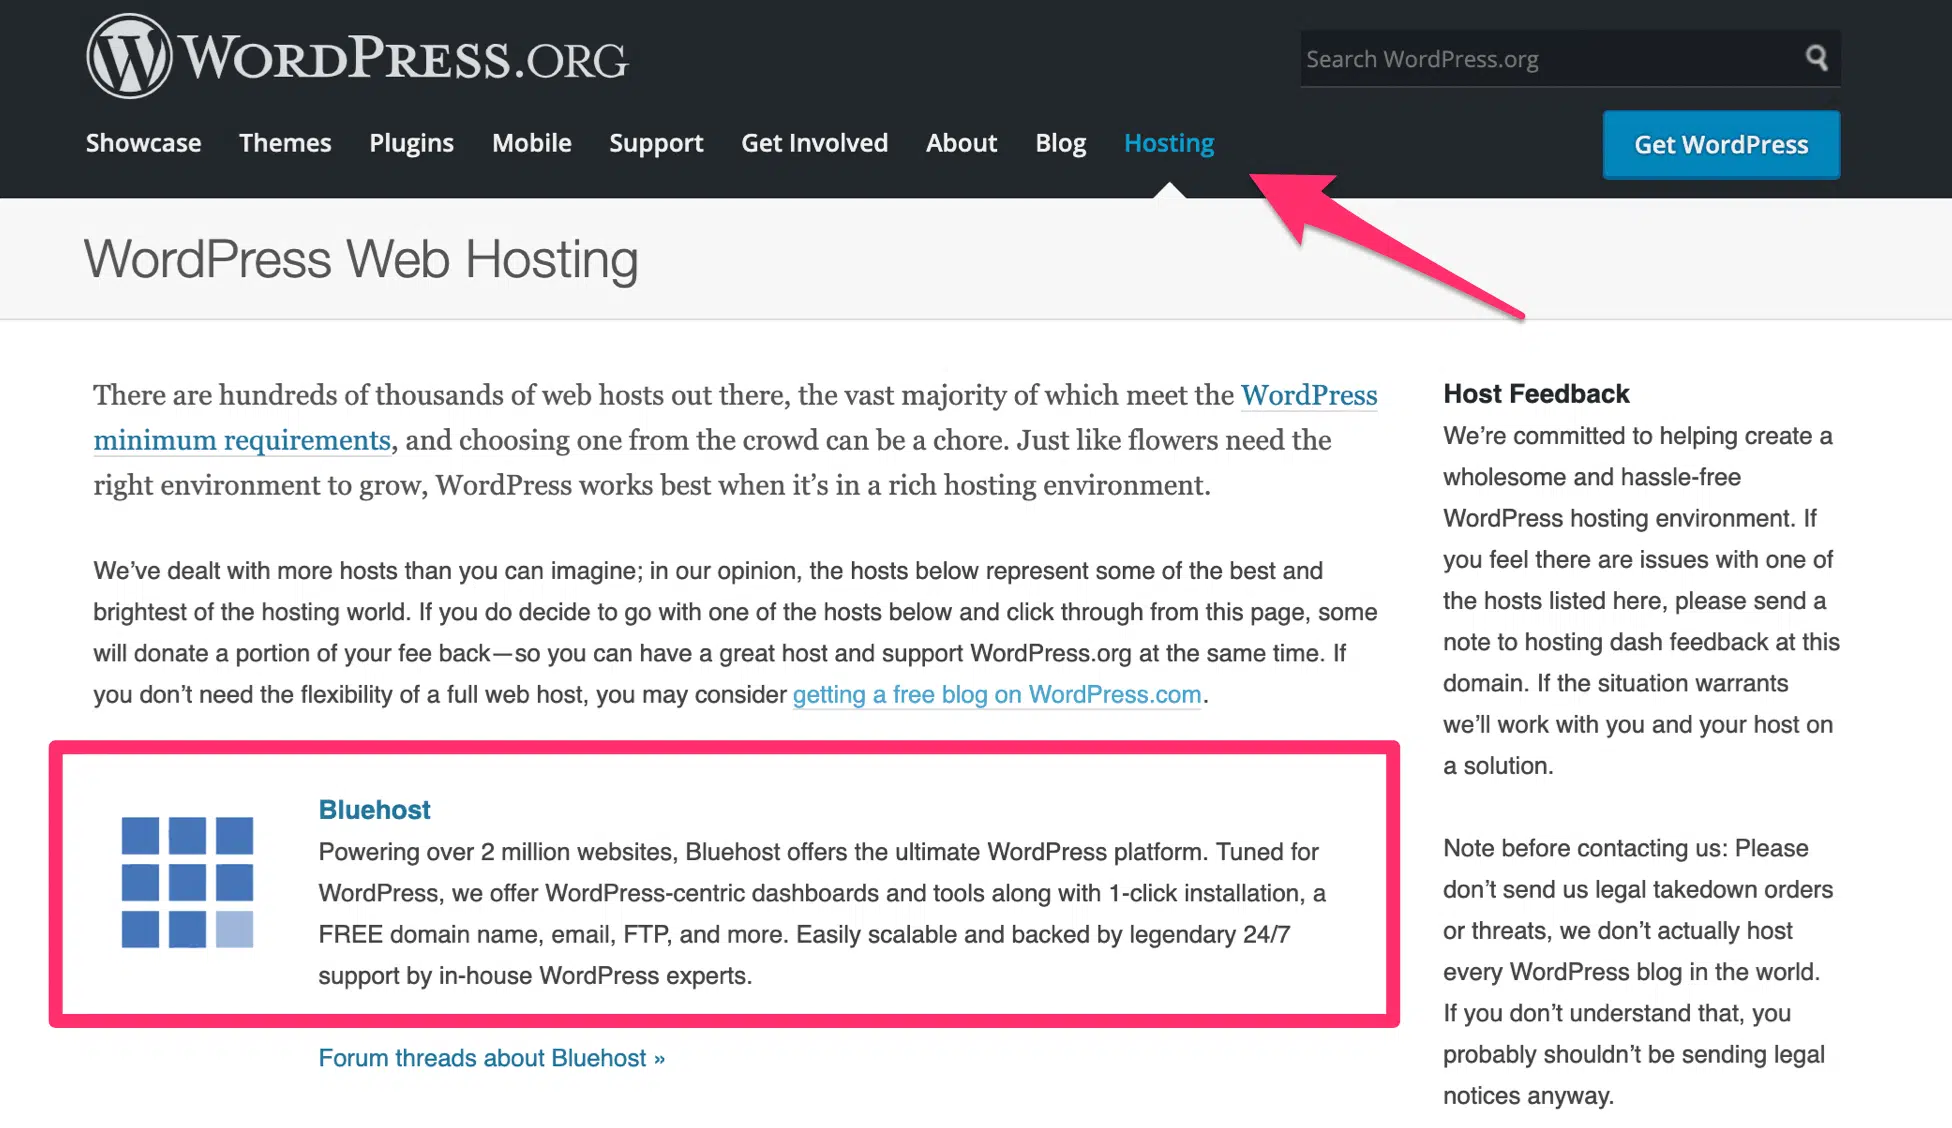 WORDPRESS.ORG
Search WordPress.org
Showcase Themes Plugins Mobile Support Get Involved About Blog Hosting
Get WordPress
WordPress Web Hosting
There are hundreds of thousands of web hosts out there, the vast majority of which meet the WordPress
minimum requirements, and choosing one from the crowd can be a chore. Just like flowers need the
right environment to grow, WordPress works best when it’s in a rich hosting environment.
We’ve dealt with more hosts than you can imagine; in our opinion, the hosts below represent some of the best and
brightest of the hosting world. If you do decide to go with one of the hosts below and click through from this page, some
will donate a portion of your fee back—so you can have a great host and support WordPress.org at the same time. If
you don’t need the flexibility of a full web host, you may consider getting a free blog on WordPress.com.
Bluehost
Powering over 2 million websites, Bluehost offers the ultimate WordPress platform. Tuned for
WordPress, we offer WordPress-centric dashboards and tools along with 1-click installation, a
FREE domain name, email, FTP, and more. Easily scalable and backed by legendary 24/7
support by in-house WordPress experts.
Forum threads about Bluehost »
Host Feedback
We’re committed to helping create a
wholesome and hassle-free
WordPress hosting environment. If
you feel there are issues with one of
the hosts listed here, please send a
note to hosting dash feedback at this
domain. If the situation warrants
we’ll work with you and your host on
a solution.
Note before contacting us: Please
don’t send us legal takedown orders
or threats, we don’t actually host
every WordPress blog in the world.
If you don’t understand that, you
probably shouldn’t be sending legal
notices anyway.